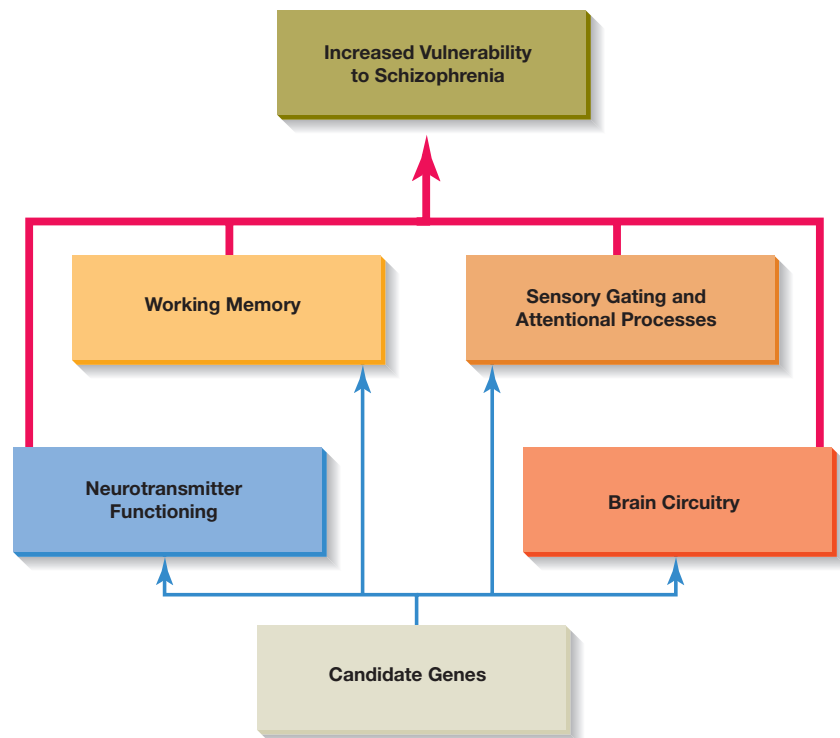 Increased Vulnerability
to Schizophrenia
Working Memory
Sensory Gating and
Attentional Processes
Neurotransmitter
Functioning
Brain Circuitry
Candidate Genes